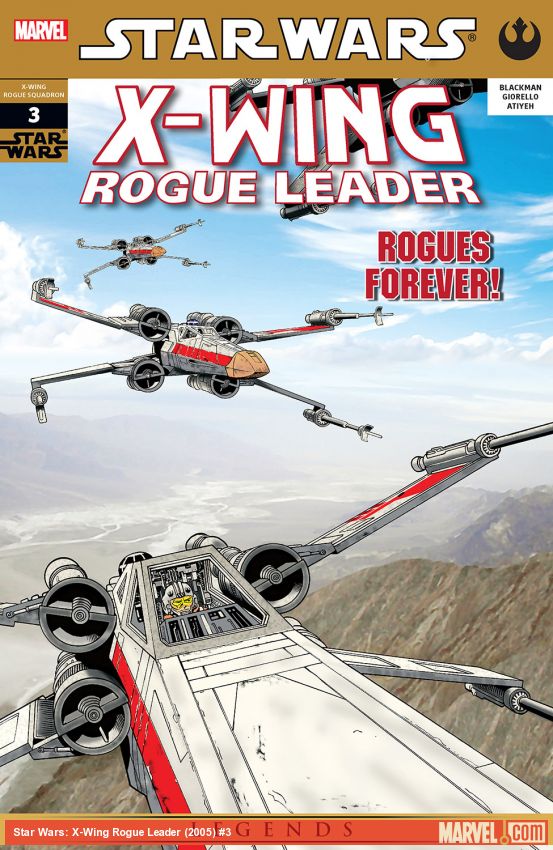 MARVEL
STAR WARS®
X-WING
ROGUE SQUADRON
3
STAR
WARS
BLACKMAN
GIORELLO
ATIYEH
X-WING
ROGUE LEADER
ROGUES
FOREVER!
LEGENDS
Star Wars: X-Wing Rogue Leader (2005) #3
MARVEL.com